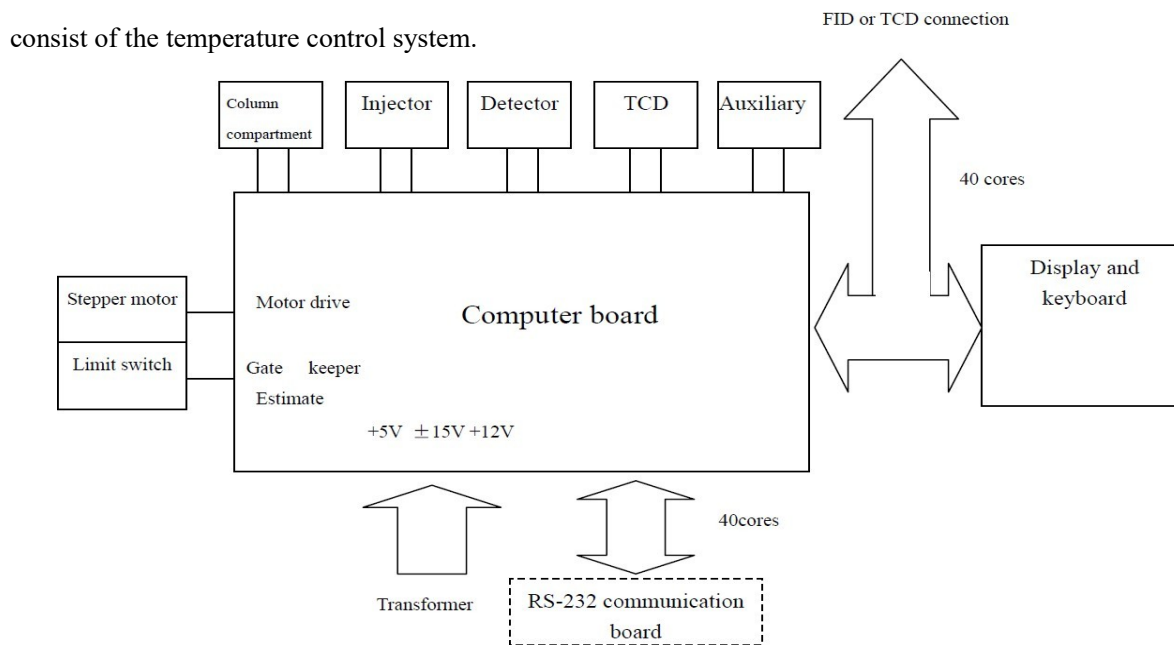 FID or TCD connection
consist of the temperature control system.
Column
compartment
Injector
Detector
TCD
Auxiliary
40 cores
Display and
keyboard
Stepper motor
Limit switch
Motor drive
Computer board
Gate keeper
Estimate
+5V ±15V +12V
40cores
Transformer
RS-232 communication
board